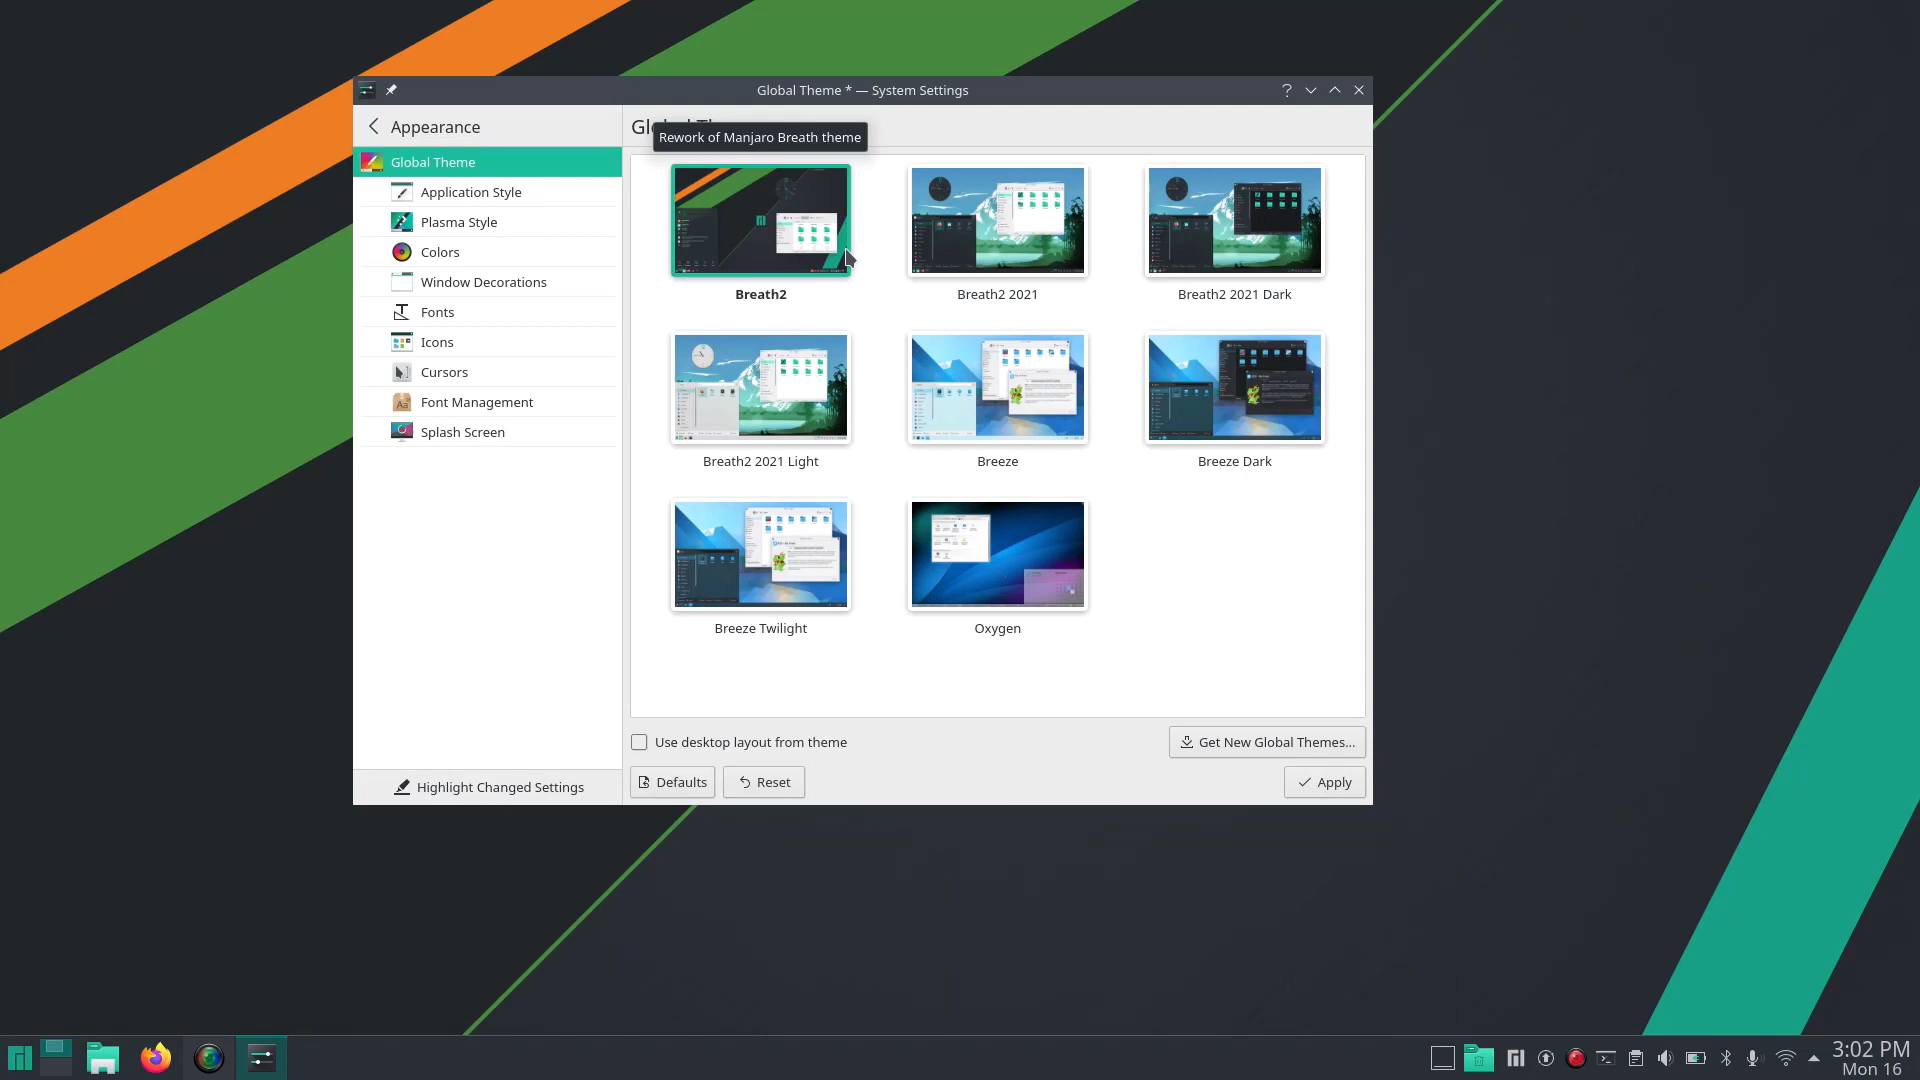 Global Theme * — System Settings
Appearance
Rework of Manjaro Breath theme
Global Theme
Application Style
Plasma Style
Colors
Window Decorations
Fonts
Icons
Cursors
Font Management
Splash Screen
Breath2
Breath2 2021
Breath2 2021 Dark
Breath2 2021 Light
Breeze
Breeze Dark
Breeze Twilight
Oxygen
Use desktop layout from theme
Get New Global Themes...
Highlight Changed Settings
Defaults
Reset
Apply
3:02 PM
Mon 16